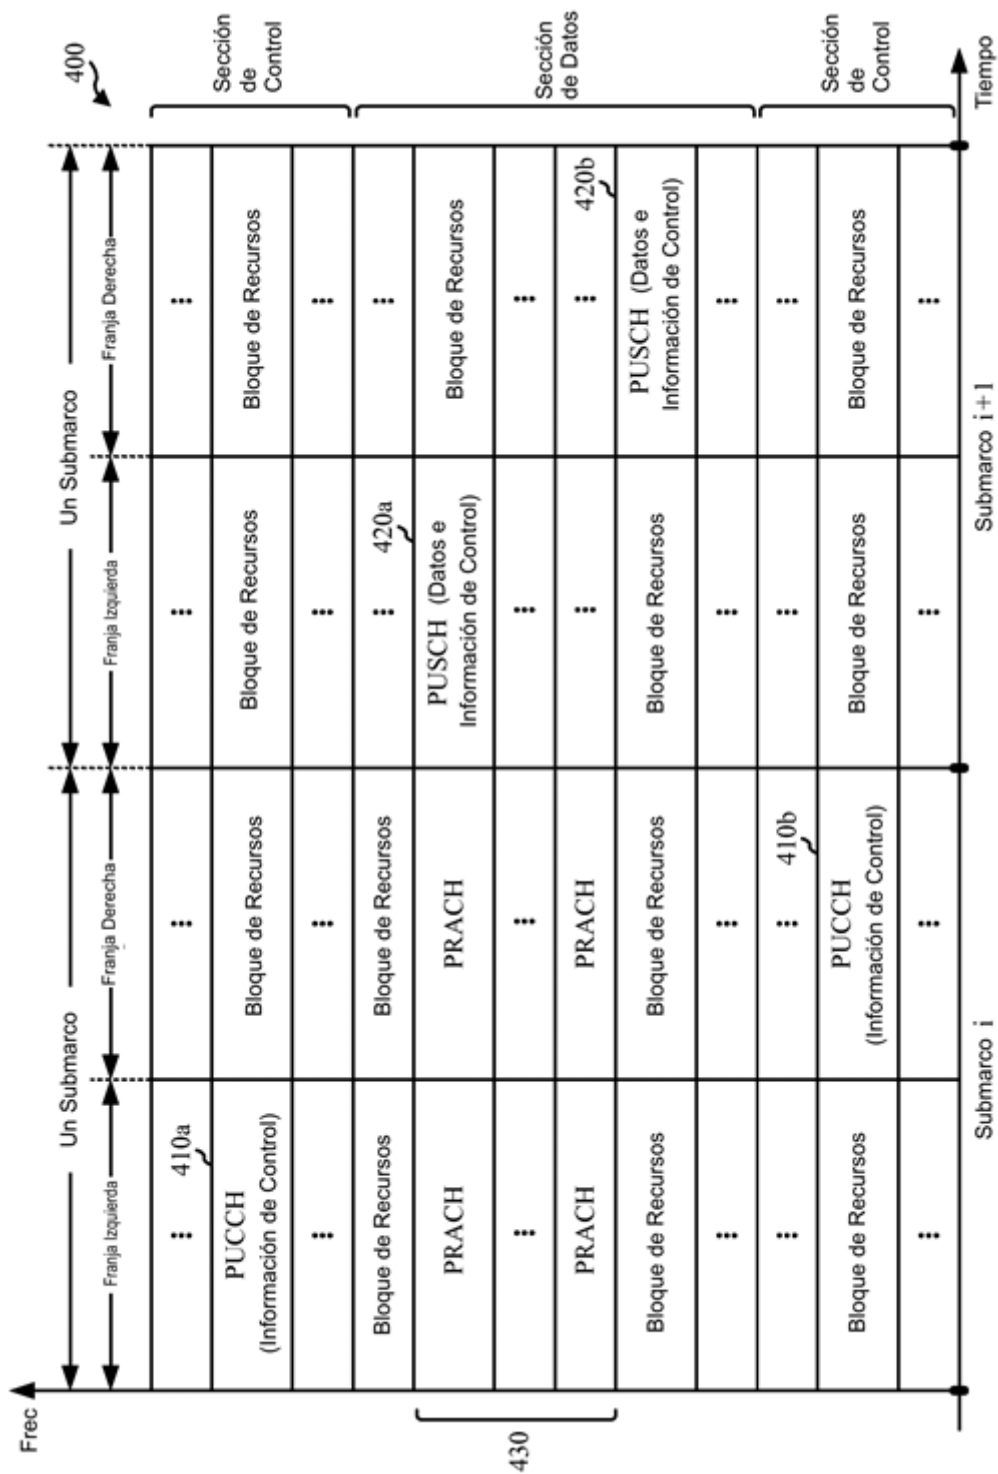 400
Frec
Un Submarco
Un Submarco
Franja Izquierda
Franja Derecha
Franja Izquierda
Franja Derecha
Sección
de
Control
...
410a
...
...
...
PUCCH
(Información de Control)
Bloque de Recursos
Bloque de Recursos
Bloque de Recursos
...
...
...
...
Sección
de Datos
Bloque de Recursos
Bloque de Recursos
...
420a
...
430
PRACH
PRACH
PUSCH (Datos e
Información de Control)
Bloque de Recursos
...
...
...
...
PRACH
PRACH
...
...
420b
Bloque de Recursos
Bloque de Recursos
Bloque de Recursos
PUSCH (Datos e
Información de Control)
...
...
...
...
Sección
de
Control
...
...
410b
...
...
Bloque de Recursos
PUCCH
(Información de Control)
Bloque de Recursos
Bloque de Recursos
...
...
...
...
Tiempo
Submarco i
Submarco i+1